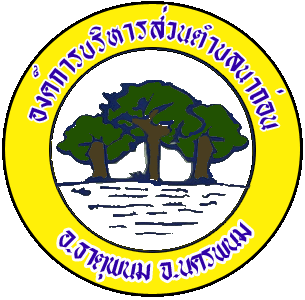 องค์การบริหารส่วนตำบลนาถ่อน
อ.ธาตุพนม จ.นครพนม